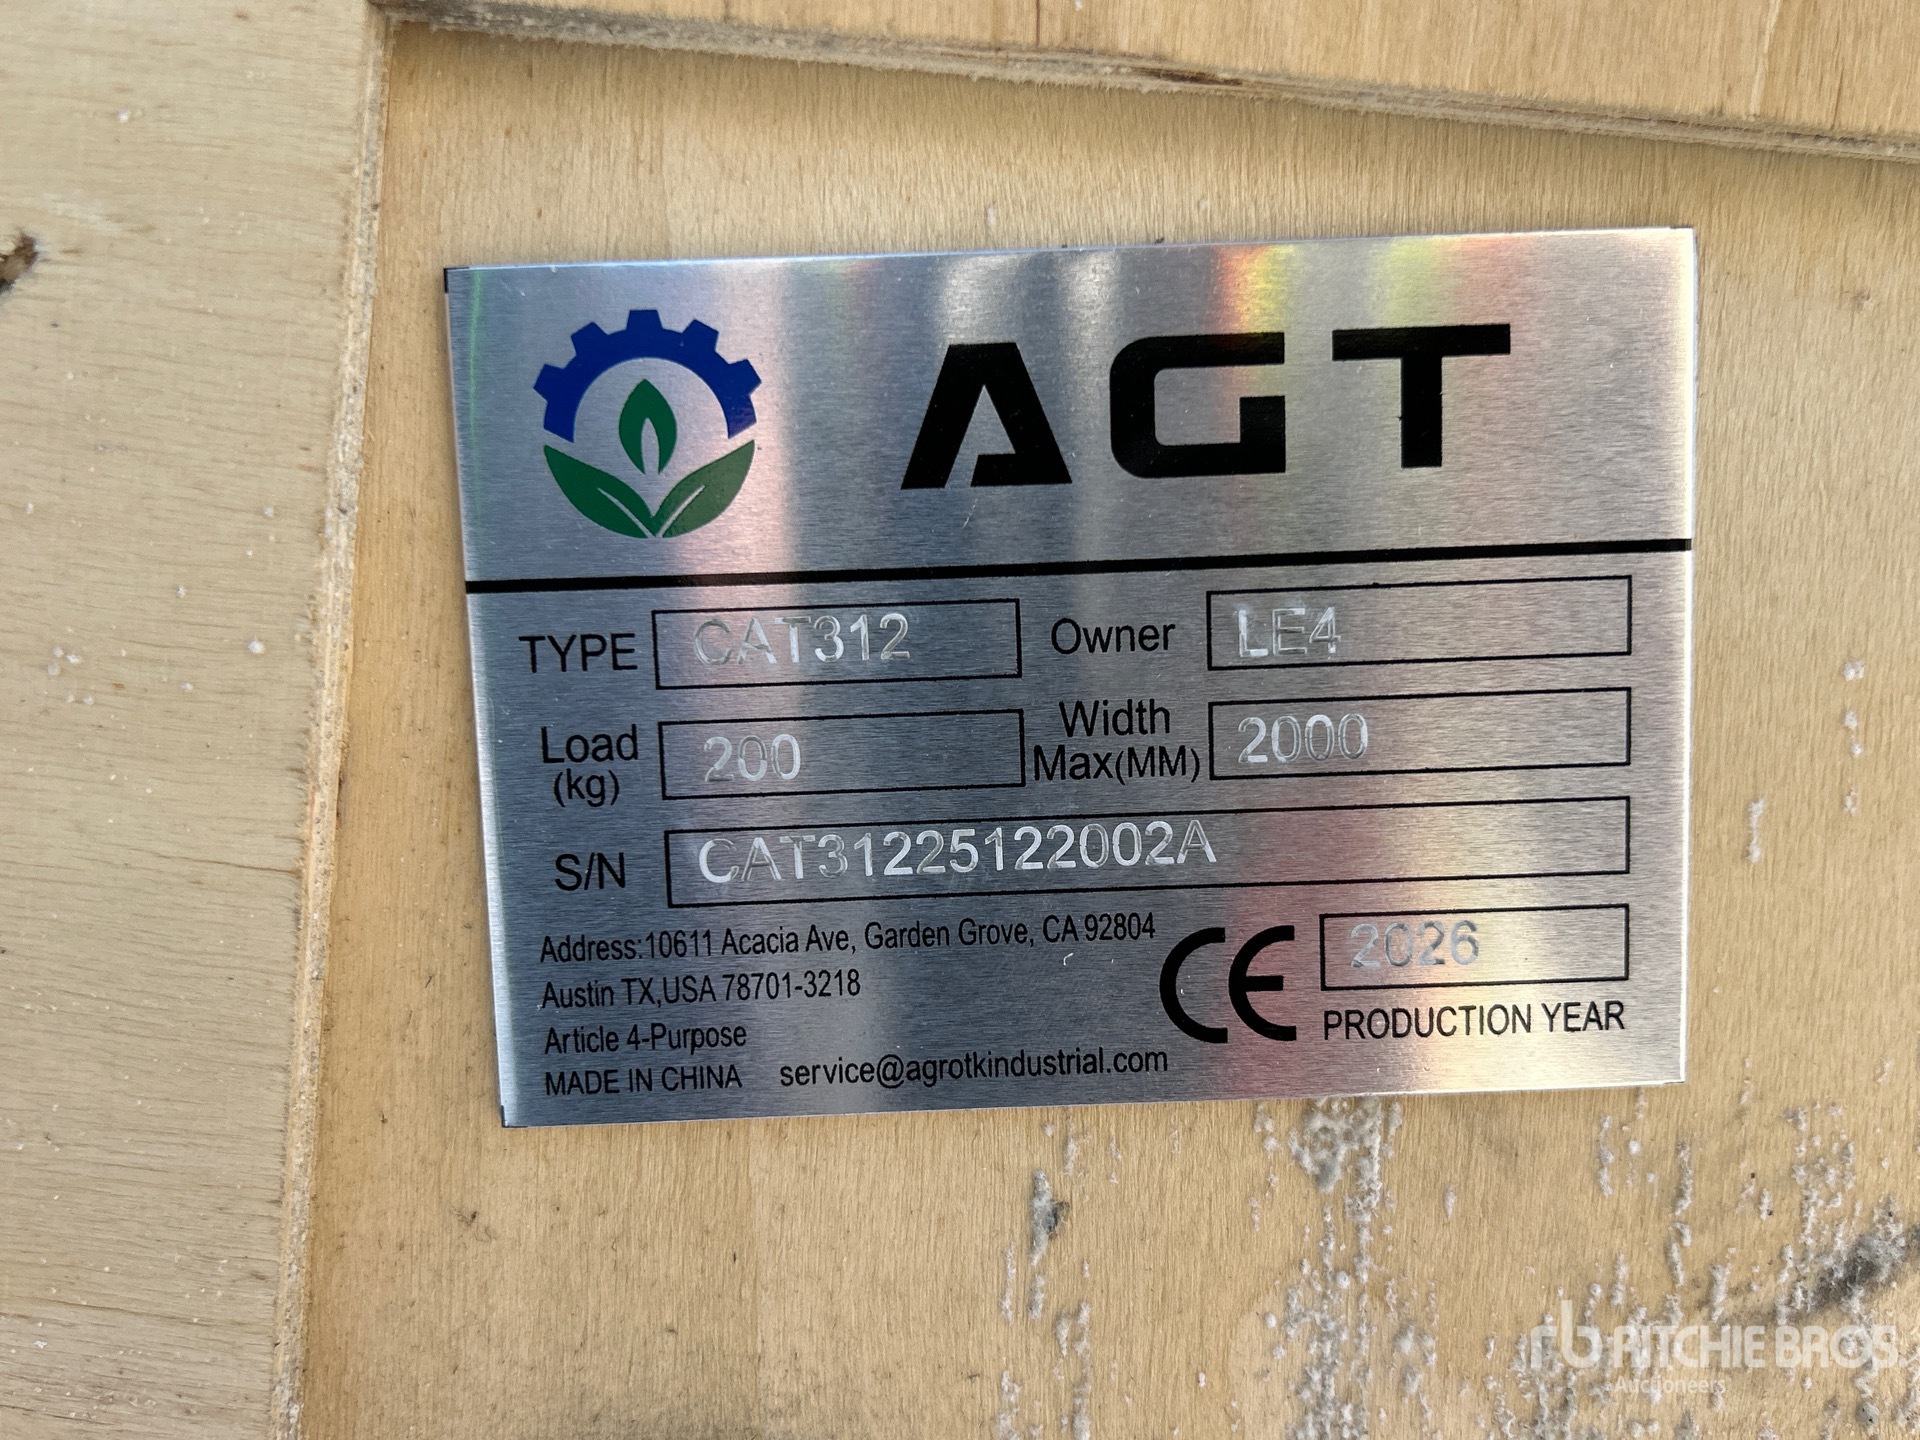 AGT
TYPE CAT312 Owner LE4
Load (kg) 200 Width Max(MM) 2000
S/N CAT31225122002A
Address:10611 Acacia Ave, Garden Grove, CA 92804
Austin TX,USA 78701-3218
Article 4-Purpose
MADE IN CHINA service@agrotkindustrial.com
CE 2026
PRODUCTION YEAR
rb RITCHIE BROS.
Auctioneers